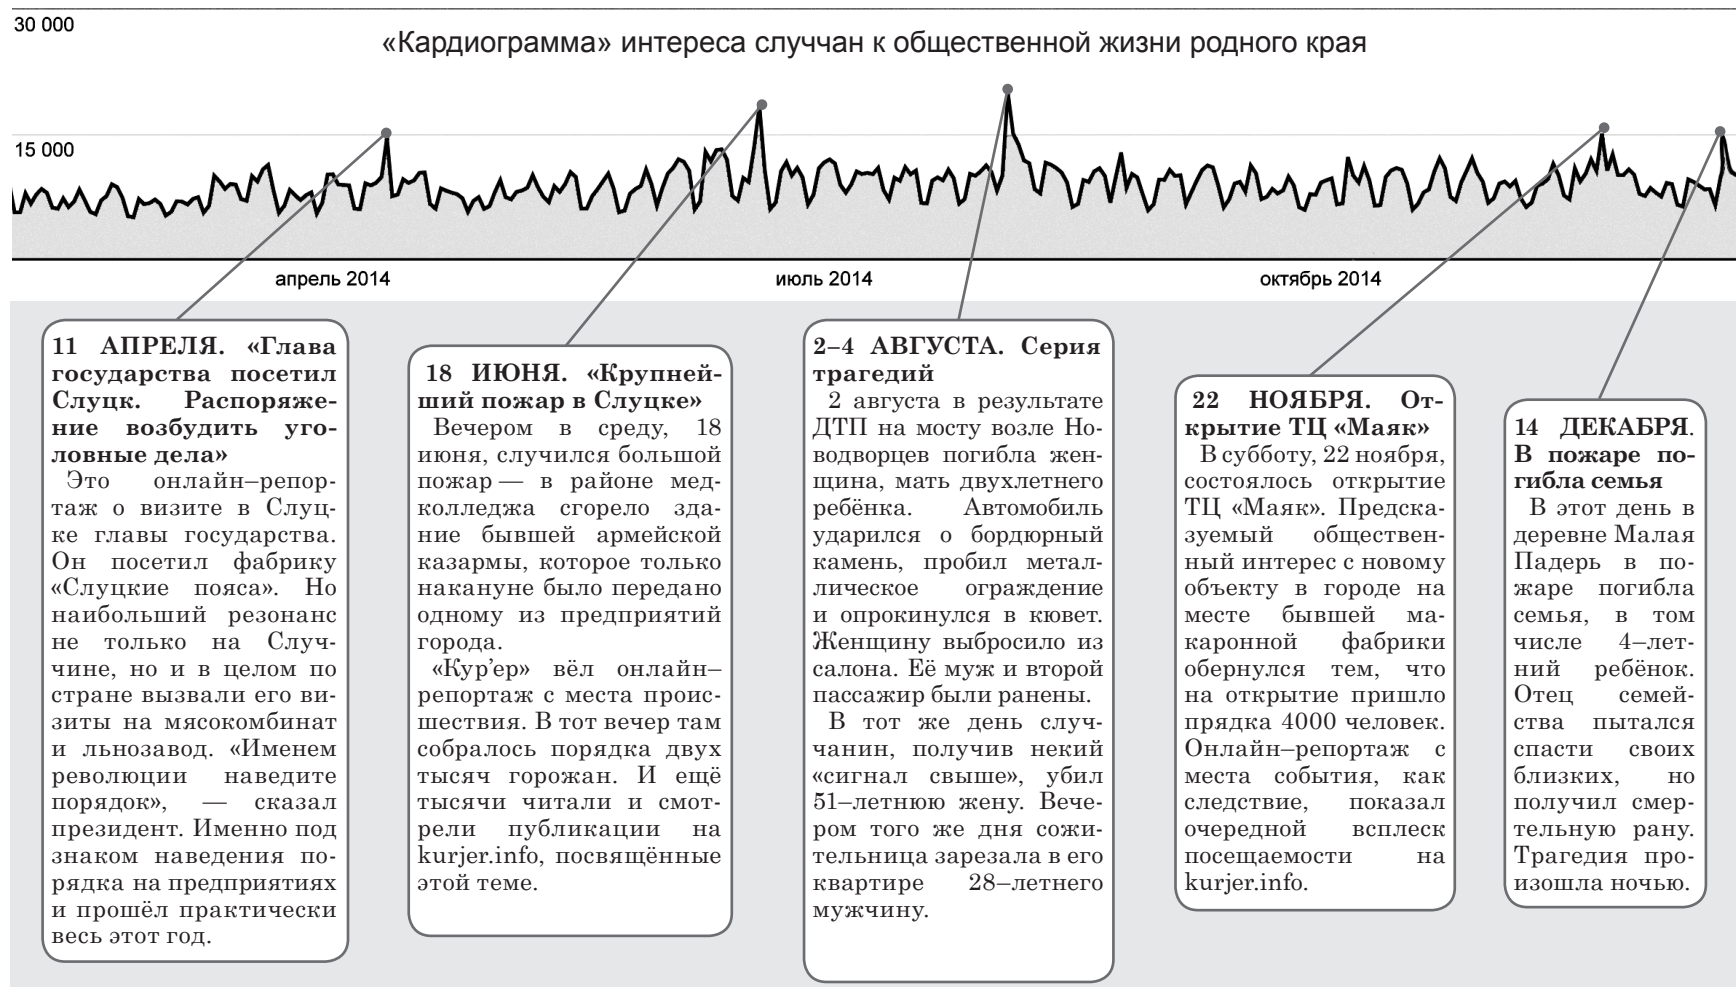 30 000
«Кардиограмма» интереса случчан к общественной жизни родного края
15 000
апрель 2014
июль 2014
октябрь 2014
11 АПРЕЛЯ. «Глава
государства посетил
Слуцк. Распоряже-
ние возбудить уго-
ловные дела»
Это онлайн–репор-
таж о визите в Слуц-
ке главы государства.
Он посетил фабрику
«Слуцкие пояса». Но
наибольший резонанс
не только на Случ-
чине, но и в целом по
стране вызвали его ви-
зиты на мясокомбинат
и льнозавод. «Именем
революции наведите
порядок», — сказал
президент. Именно под
знаком наведения по-
рядка на предприятиях
и прошёл практически
весь этот год.
18 ИЮНЯ. «Крупней-
ший пожар в Слуцке»
Вечером в среду, 18
июня, случился большой
пожар — в районе мед-
колледжа сгорело зда-
ние бывшей армейской
казармы, которое только
накануне было передано
одному из предприятий
города.
«Кур’ер» вёл онлайн–
репортаж с места проис-
шествия. В тот вечер там
собралось порядка двух
тысяч горожан. И ещё
тысячи читали и смот-
рели публикации на
kurjer.info, посвящённые
этой теме.
2–4 АВГУСТА. Серия
трагедий
2 августа в результате
ДТП на мосту возле Но-
водворцев погибла жен-
щина, мать двухлетнего
ребёнка. Автомобиль
ударился о бордюрный
камень, пробил метал-
лическое ограждение
и опрокинулся в кювет.
Женщину выбросило из
салона. Её муж и второй
пассажир были ранены.
В тот же день случ-
чанин, получив некий
«сигнал свыше», убил
51–летнюю жену. Вече-
ром того же дня сожи-
тельница зарезала в его
квартире 28–летнего
мужчину.
22 НОЯБРЯ. От-
крытие ТЦ «Маяк»
В субботу, 22 ноября,
состоялось открытие
ТЦ «Маяк». Предска-
зуемый обществен-
ный интерес с новому
объекту в городе на
месте бывшей ма-
каронной фабрики
обернулся тем, что
на открытие пришло
прядка 4000 человек.
Онлайн–репортаж с
места события, как
следствие, показал
очередной всплеск
посещаемости на
kurjer.info.
14 ДЕКАБРЯ.
В пожаре по-
гибла семья
В этот день в
деревне Малая
Падерь в по-
жаре погибла
семья, в том
числе 4–лет-
ний ребёнок.
Отец семей-
ства пытался
спасти своих
близких, но
получил смер-
тельную рану.
Трагедия про-
изошла ночью.